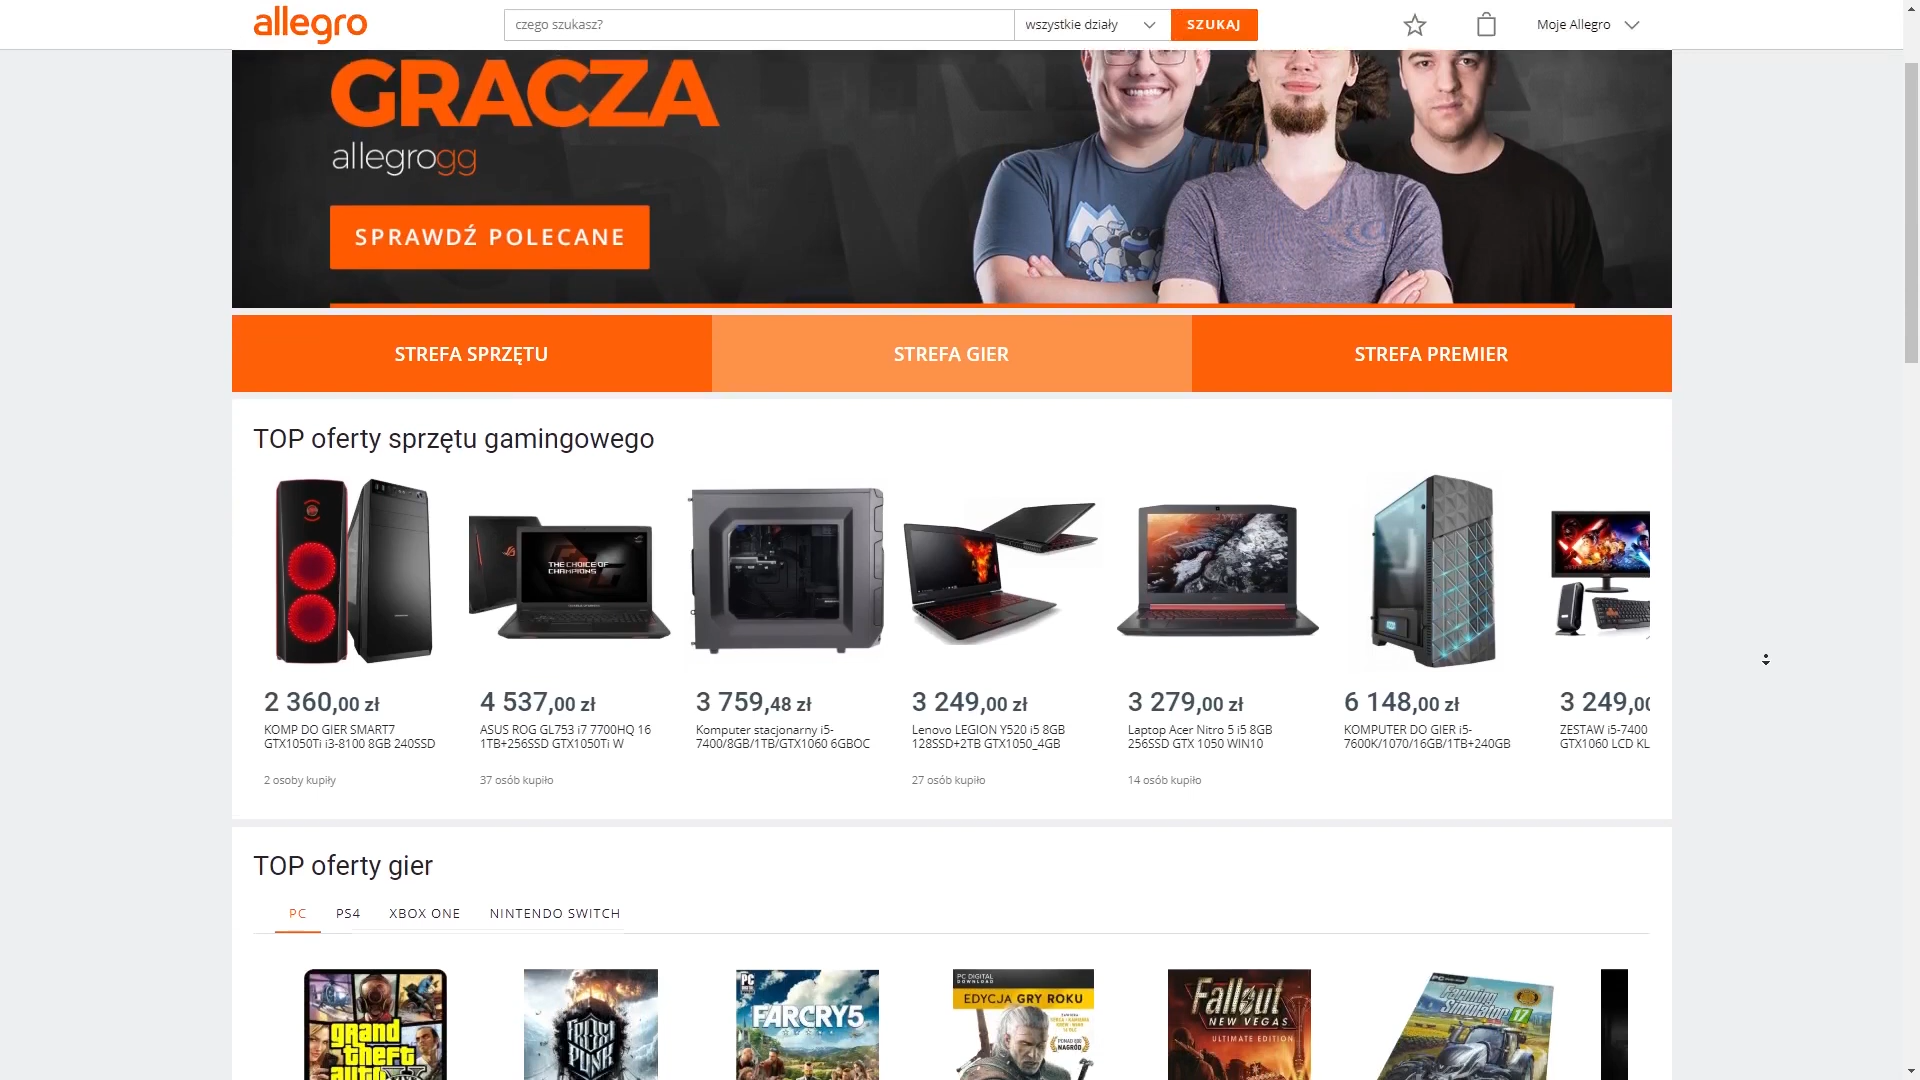 allegro
czego szukasz?
wszystkie działy
SZUKAJ
Moje Allegro
GRACZA
allegrogg
SPRAWDŹ POLECANE
STREFA SPRZĘTU
STREFA GIER
STREFA PREMIER
TOP oferty sprzętu gamingowego
THE CHOICE OF
CHAMPIONS
2 360,00 zł
KOMP DO GIER SMART7
GTX1050Ti i3-8100 8GB 240SSD
2 osoby kupiły
4 537,00 zł
ASUS ROG GL753 i7 7700HQ 16
1TB+256SSD GTX1050Ti W
37 osób kupiło
3 759,48 zł
Komputer stacjonarny i5-
7400/8GB/1TB/GTX1060 6GBOC
3 249,00 zł
Lenovo LEGION Y520 i5 8GB
128SSD+2TB GTX1050_4GB
27 osób kupiło
3 279,00 zł
Laptop Acer Nitro 5 i5 8GB
256SSD GTX 1050 WIN10
14 osób kupiło
6 148,00 zł
KOMPUTER DO GIER i5-
7600K/1070/16GB/1TB+240GB
3 249,00
ZESTAW i5-7400
GTX1060 LCD KL
TOP oferty gier
PC
PS4
XBOX ONE
NINTENDO SWITCH
grand
theft
auto
FROST
PUNK
PC
FARCRY5
PC DIGITAL
DOWNLOAD
EDYCJA GRY ROKU
Fallout
NEW VEGAS
ULTIMATE EDITION
Farming
Simulator 17